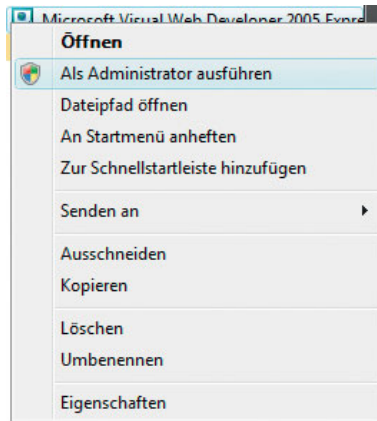 Microsoft Visual Web Developer 2005 Expre
Öffnen
Als Administrator ausführen
Dateipfad öffnen
An Startmenü anheften
Zur Schnellstartleiste hinzufügen
Senden an
Ausschneiden
Kopieren
Löschen
Umbenennen
Eigenschaften